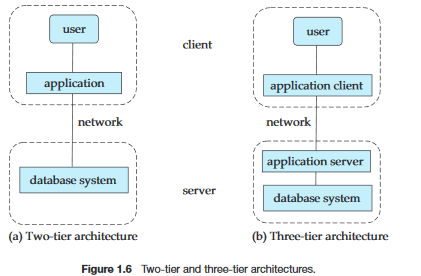 user
application
network
database system
(a) Two-tier architecture
client
server
user
application client
network
application server
database system
(b) Three-tier architecture
Figure 1.6 Two-tier and three-tier architectures.